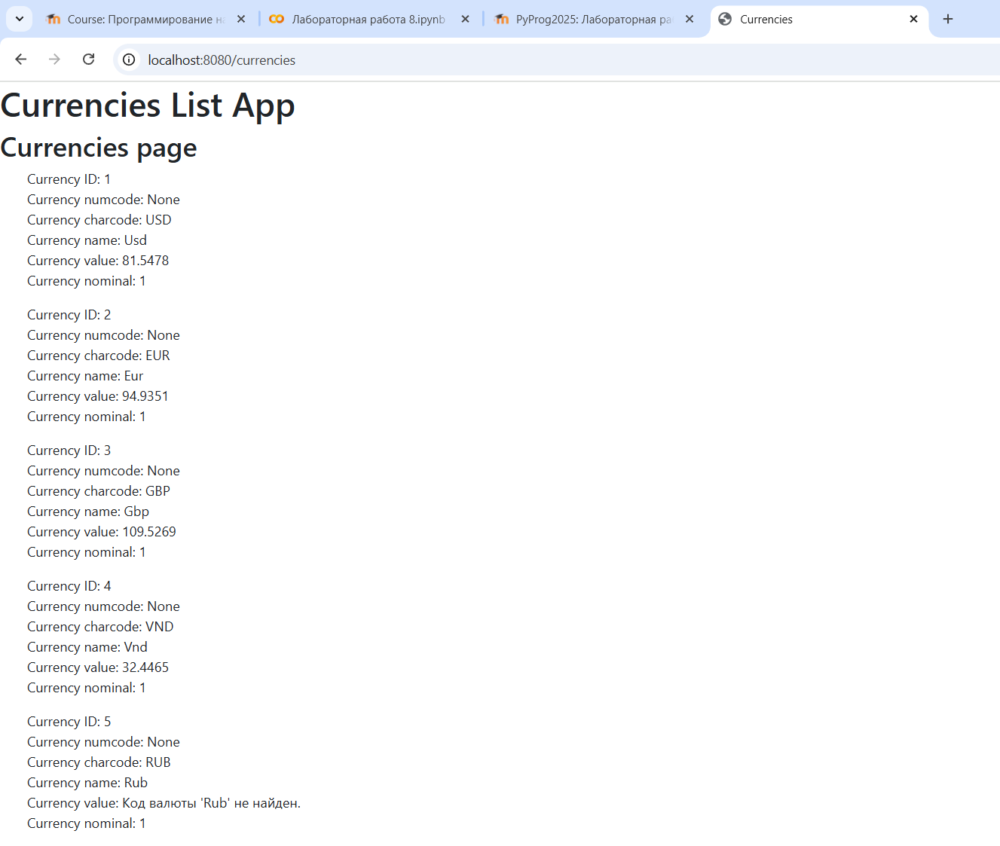 Course: Программирование на
Лабораторная работа 8.ipynb
PyProg2025: Лабораторная ра
Currencies
localhost:8080/currencies
Currencies List App
Currencies page
Currency ID: 1
Currency numcode: None
Currency charcode: USD
Currency name: Usd
Currency value: 81.5478
Currency nominal: 1
Currency ID: 2
Currency numcode: None
Currency charcode: EUR
Currency name: Eur
Currency value: 94.9351
Currency nominal: 1
Currency ID: 3
Currency numcode: None
Currency charcode: GBP
Currency name: Gbp
Currency value: 109.5269
Currency nominal: 1
Currency ID: 4
Currency numcode: None
Currency charcode: VND
Currency name: Vnd
Currency value: 32.4465
Currency nominal: 1
Currency ID: 5
Currency numcode: None
Currency charcode: RUB
Currency name: Rub
Currency value: Код валюты 'Rub' не найден.
Currency nominal: 1